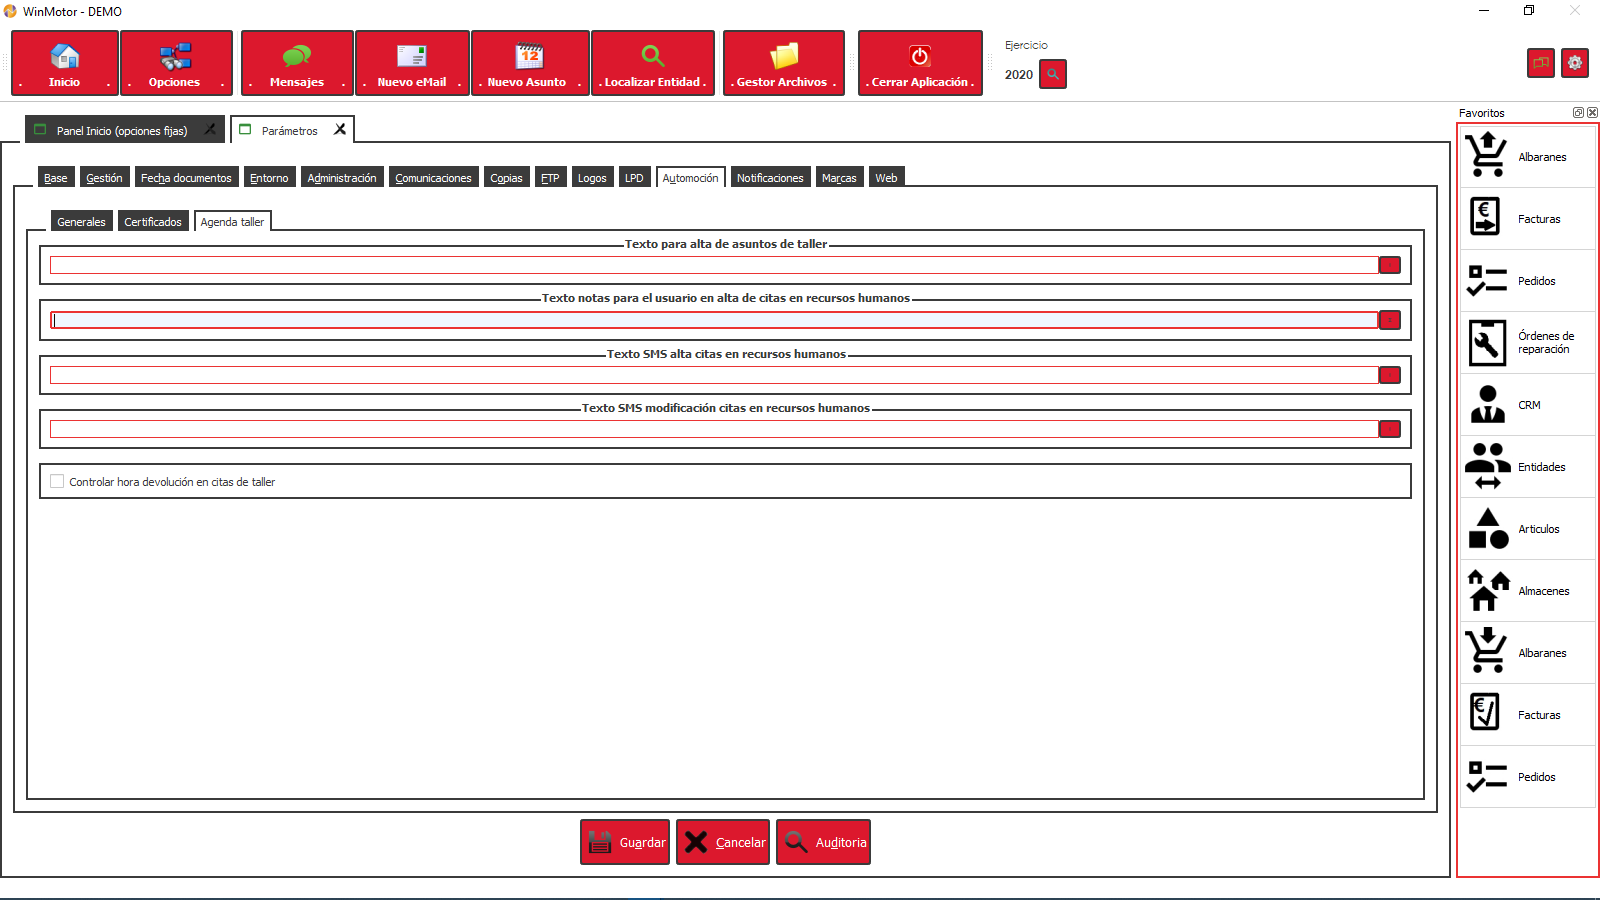 WinMotor - DEMO
. Inicio .
. Opciones .
. Mensajes .
. Nuevo eMail .
12
. Nuevo Asunto .
. Localizar Entidad .
. Gestor Archivos .
. Cerrar Aplicación .
Ejercicio
2020
Favoritos
Panel Inicio (opciones fijas)
Parámetros
Base
Gestión
Fecha documentos
Entorno
Administración
Comunicaciones
Copias
FTP
Logos
LPD
Automoción
Notificaciones
Marcas
Web
Generales
Certificados
Agenda taller
Texto para alta de asuntos de taller
Texto notas para el usuario en alta de citas en recursos humanos
Texto SMS alta citas en recursos humanos
Texto SMS modificación citas en recursos humanos
Controlar hora devolución en citas de taller
Guardar
Cancelar
Auditoria
Albaranes
€
Facturas
Pedidos
Órdenes de
reparación
CRM
Entidades
Articulos
Almacenes
Albaranes
€
Facturas
Pedidos